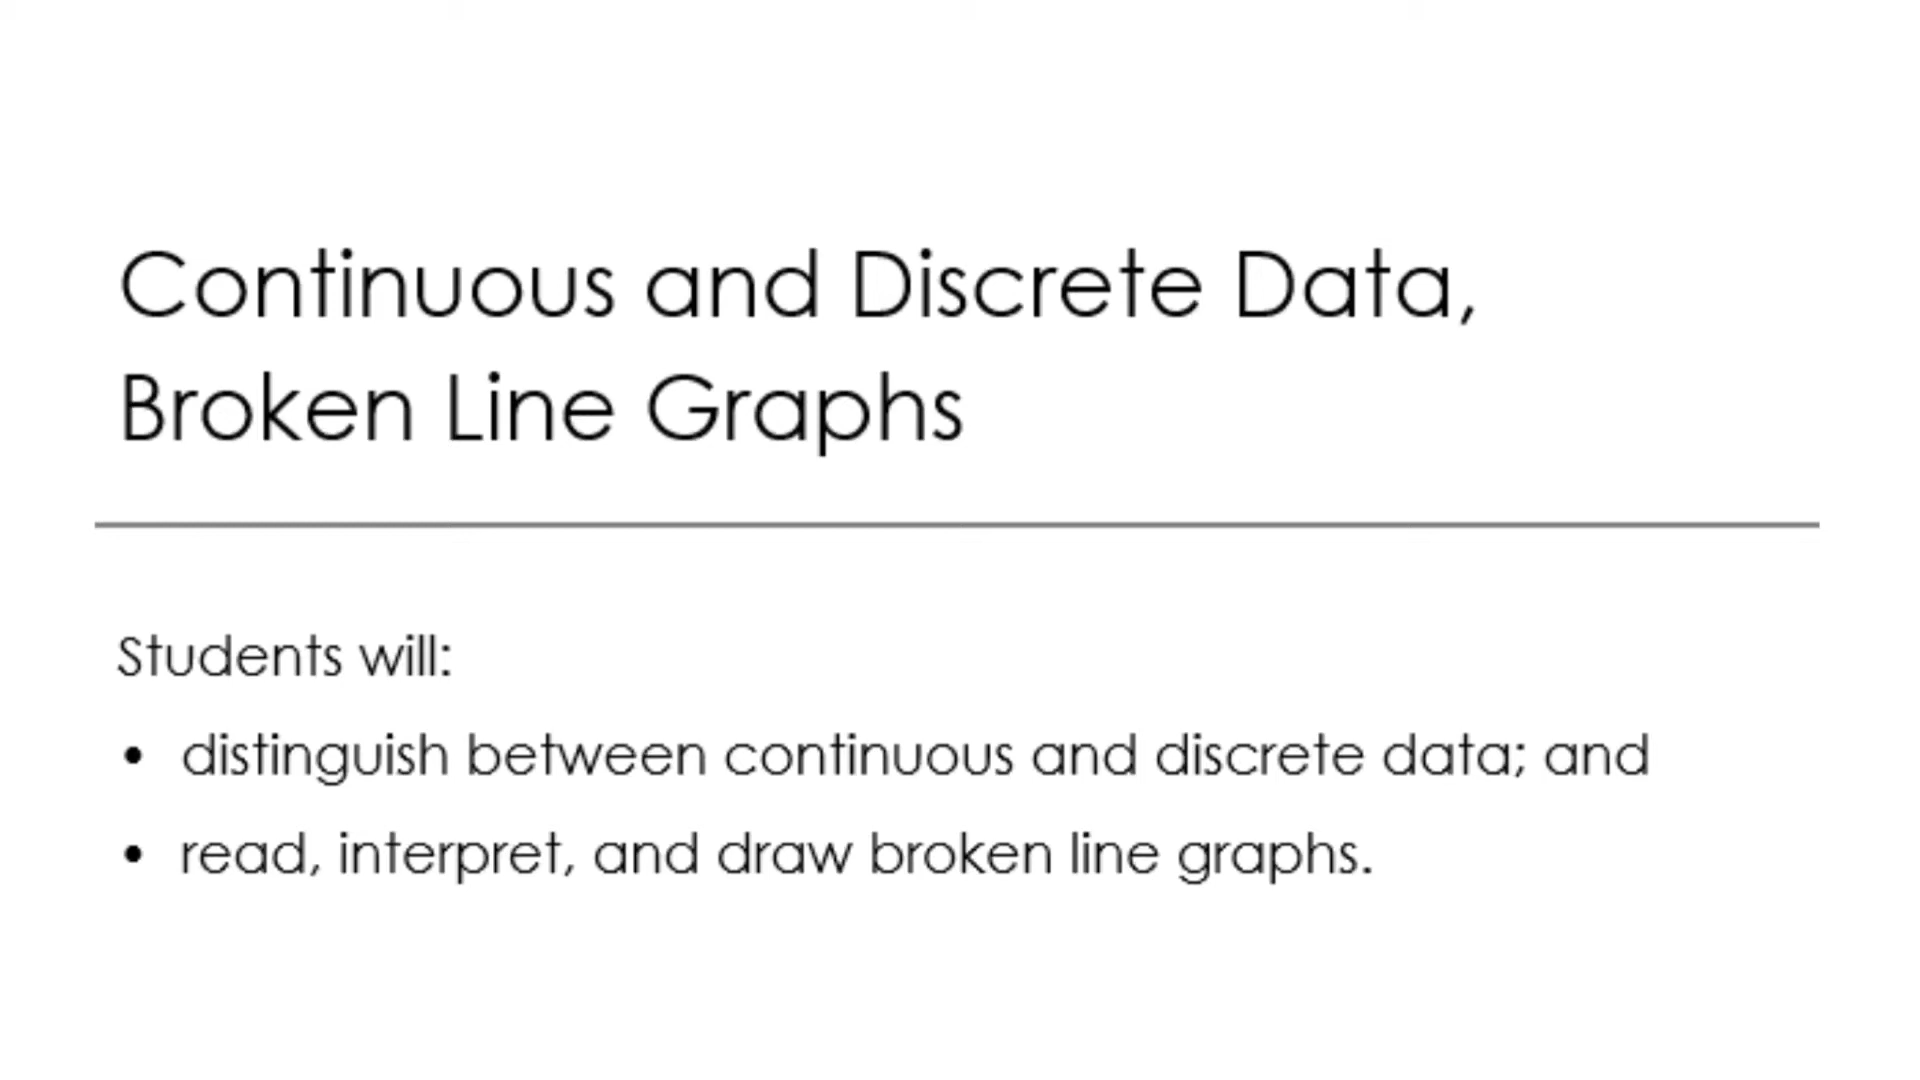 Continuous and Discrete Data,
Broken Line Graphs
Students will:
• distinguish between continuous and discrete data; and
• read, interpret, and draw broken line graphs.